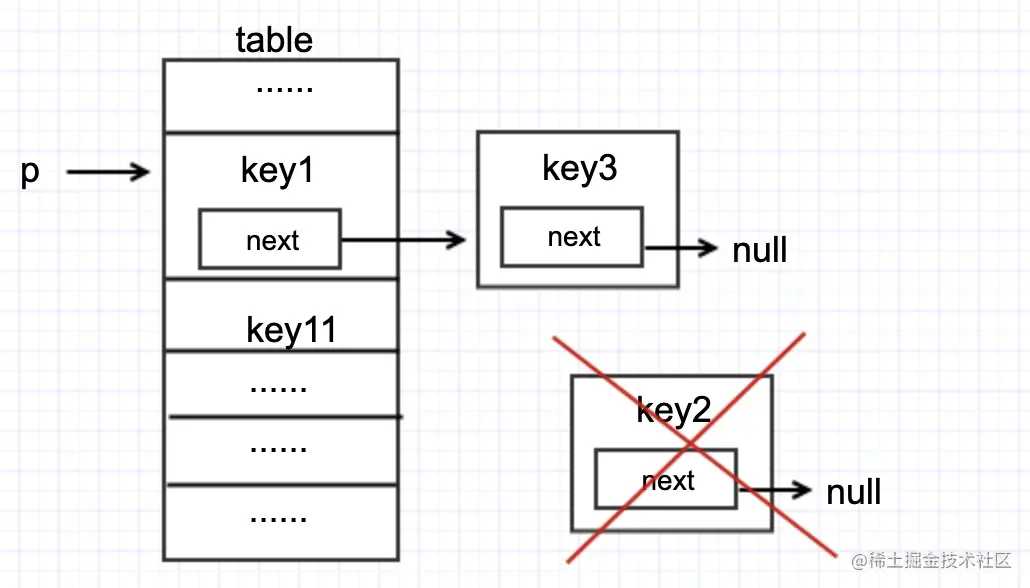 table
......
p
key1
next
key3
next
null
key11
......
......
......
key2
next
null
@稀土掘金技术社区